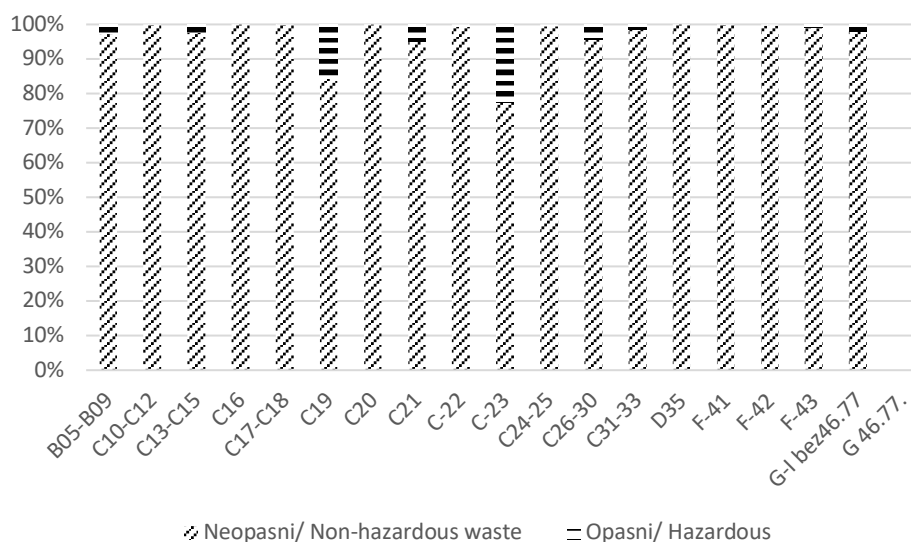 100%
90%
80%
70%
60%
50%
40%
30%
20%
10%
0%
B05-B09
C10-C12
C13-C15
C16
C17-C18
C19
C20
C21
C-22
C-23
C24-25
C26-30
C31-33
D35
F-41
F-42
F-43
G-I bez46.77
G 46.77.
Neopasni/ Non-hazardous waste
Opasni/ Hazardous